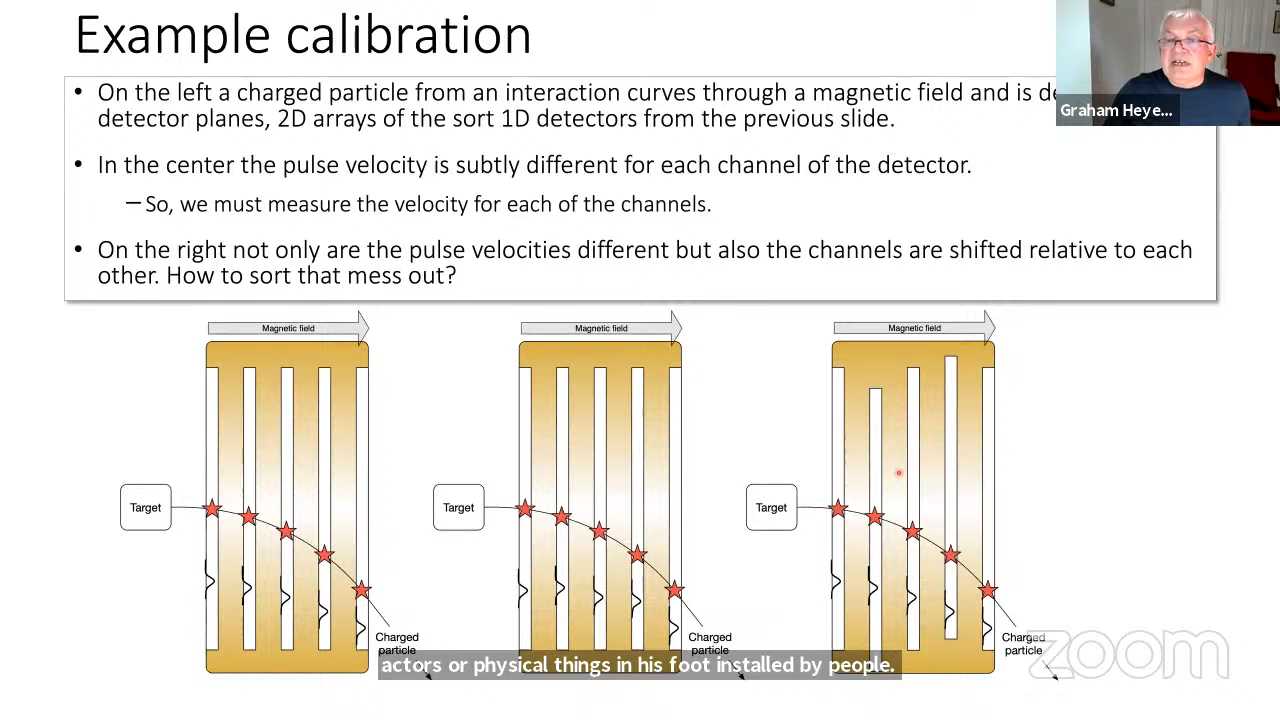 Example calibration
• On the left a charged particle from an interaction curves through a magnetic field and is de
detector planes, 2D arrays of the sort 1D detectors from the previous slide.
• In the center the pulse velocity is subtly different for each channel of the detector.
– So, we must measure the velocity for each of the channels.
• On the right not only are the pulse velocities different but also the channels are shifted relative to each
other. How to sort that mess out?
Graham Heye...
Magnetic field
Target
Charged
particle
Magnetic field
Target
Charged
particle
Magnetic field
Target
Charged
particle
actors or physical things in his foot installed by people.
zoom